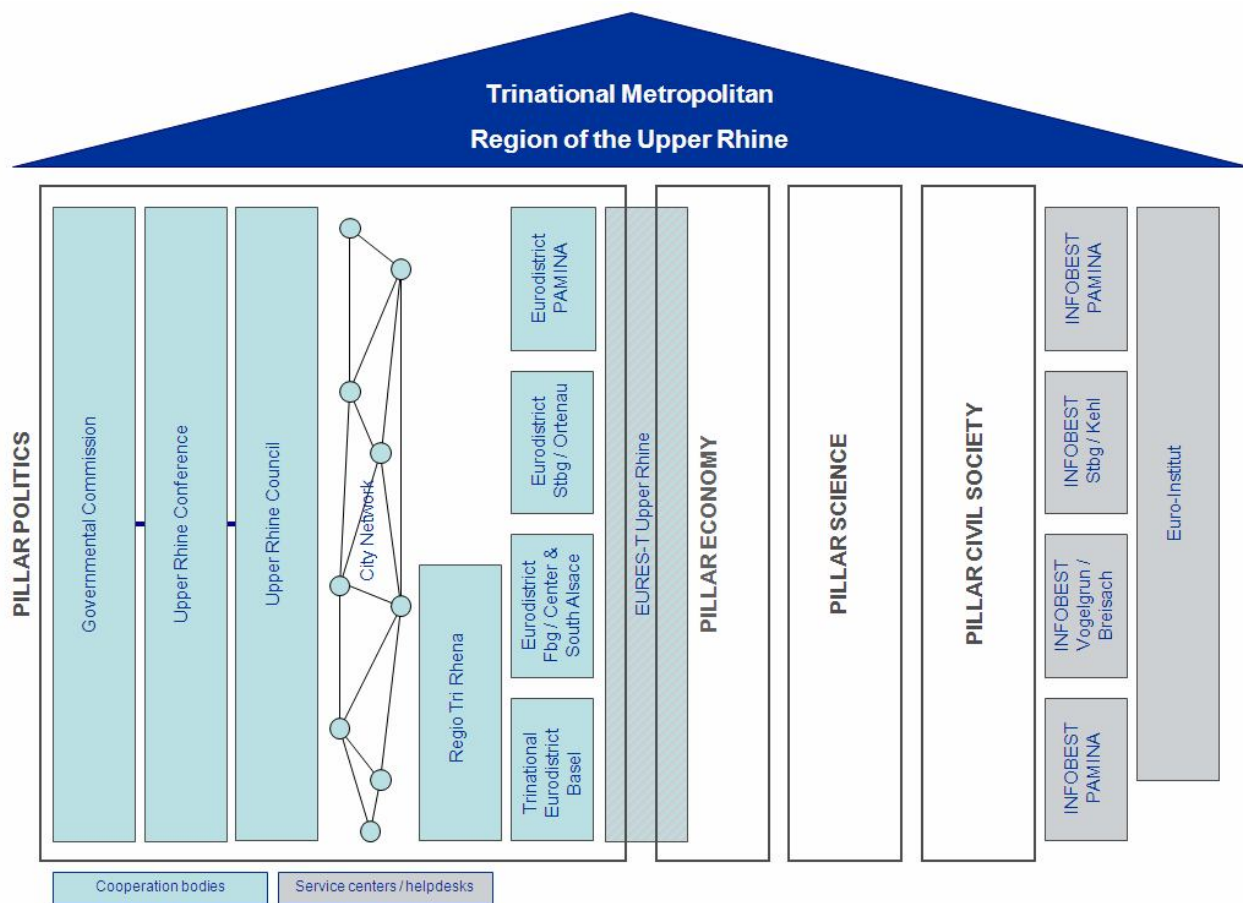 Trinational Metropolitan
Region of the Upper Rhine
PILLAR POLITICS
Governmental Commission
Upper Rhine Conference
Upper Rhine Council
City Network
Regio Tri Rhena
Eurodistrict
PAMINA
Eurodistrict
Stbg / Ortenau
Eurodistrict
Fbg / Center &
South Alsace
Trinational
Eurodistrict
Basel
EURES-T Upper Rhine
PILLAR ECONOMY
PILLAR SCIENCE
PILLAR CIVIL SOCIETY
INFOBEST
PAMINA
INFOBEST
Stbg / Kehl
INFOBEST
Vogelgrun /
Breisach
INFOBEST
PAMINA
Euro-Institut
Cooperation bodies
Service centers / helpdesks